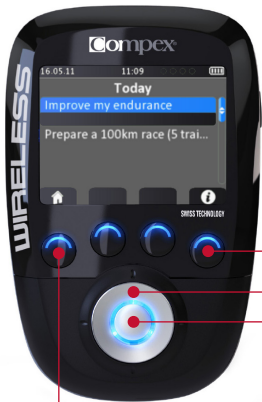 Compex
16.05.11 11:09
Today
Improve my endurance
Prepare a 100km race (5 trai...
SWISS TECHNOLOGY
WIRELESS